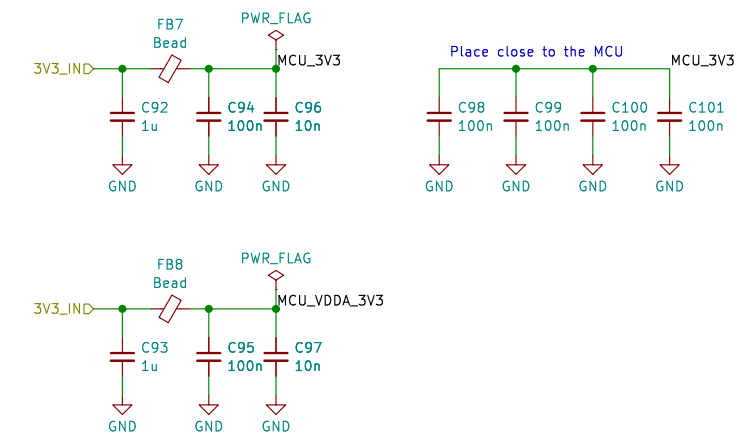 FB7
Bead
PWR_FLAG
3V3_IN
MCU_3V3
C92
1u
C94
100n
C96
10n
GND
GND
GND
Place close to the MCU
MCU_3V3
C98
100n
C99
100n
C100
100n
C101
100n
GND
GND
GND
GND
FB8
Bead
PWR_FLAG
3V3_IN
MCU_VDDA_3V3
C93
1u
C95
100n
C97
10n
GND
GND
GND